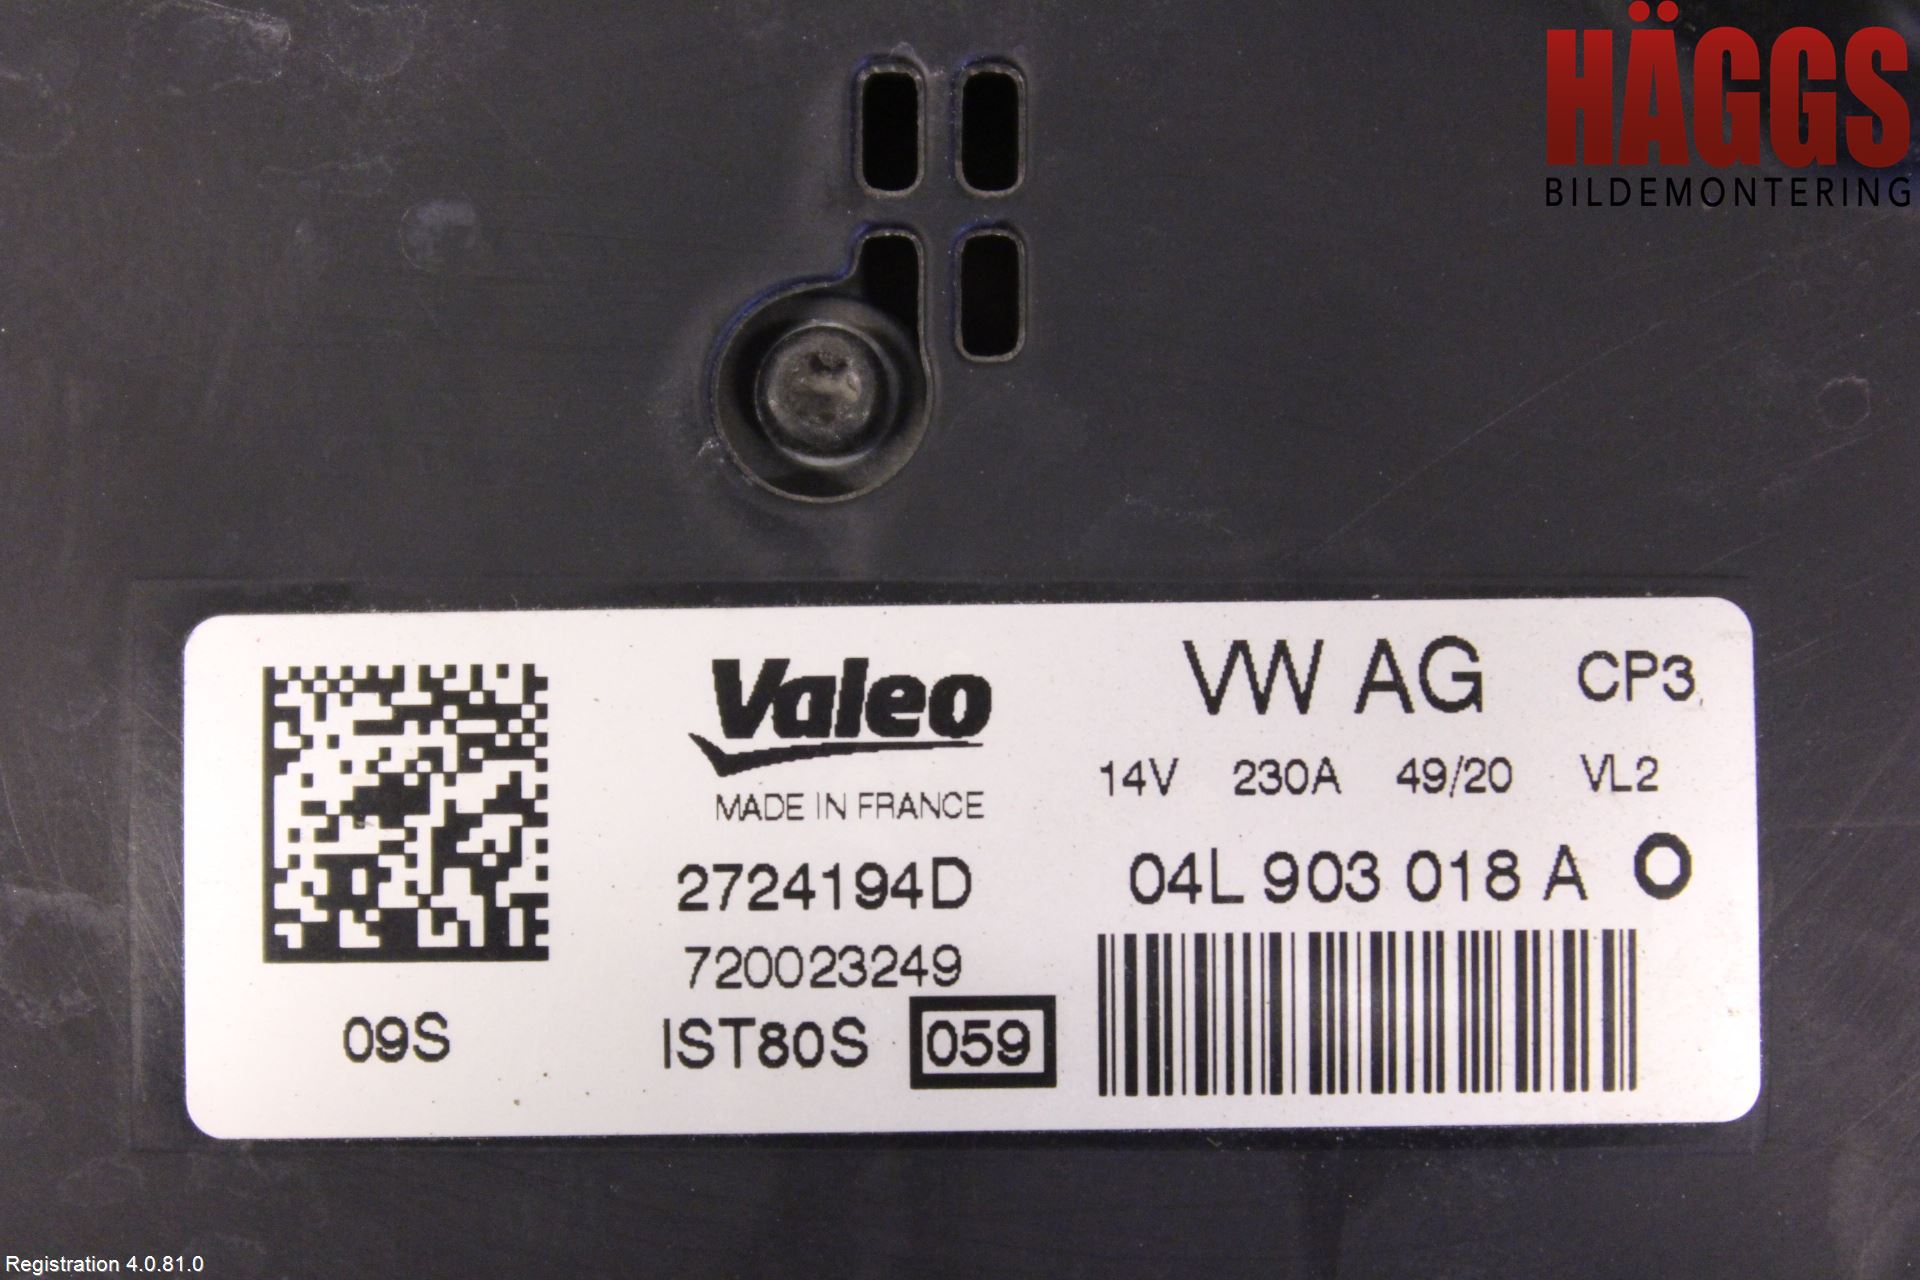 HÄGGS
BILDEMONTERING
Valeo
MADE IN FRANCE
2724194D
720023249
IST80S 059
09S
VW AG CP3
14V 230A 49/20 VL2
04L 903 018 A O
Registration 4.0.81.0